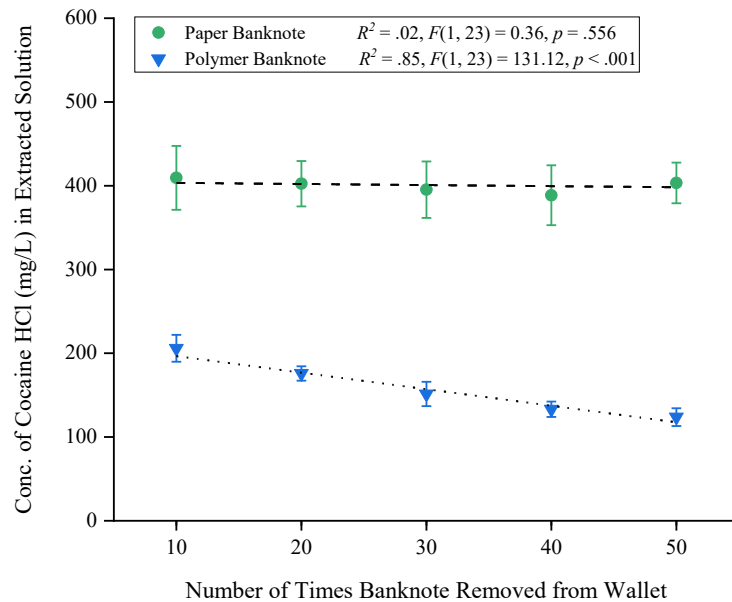 600
Paper Banknote R² = .02, F(1, 23) = 0.36, p = .556
Polymer Banknote R² = .85, F(1, 23) = 131.12, p < .001
500
400
300
200
100
0
Conc. of Cocaine HCl (mg/L) in Extracted Solution
10 20 30 40 50
Number of Times Banknote Removed from Wallet